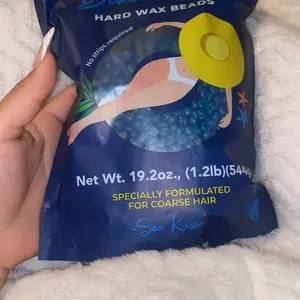 HARD WAX BEADS
No strips required
Net Wt. 19.2oz., (1.2lb)(544
SPECIALLY FORMULATED
FOR COARSE HAIR
-Sea Kiss